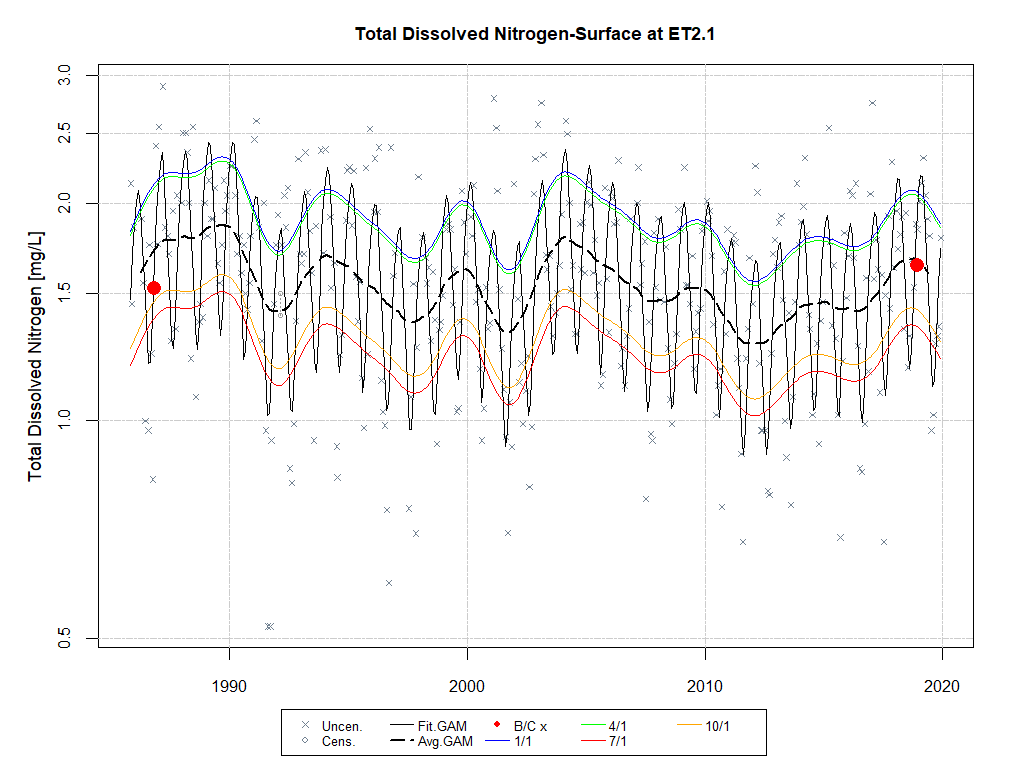 Total Dissolved Nitrogen-Surface at ET2.1
Total Dissolved Nitrogen [mg/L]
3.0
2.5
2.0
1.5
1.0
0.5
1990 2000 2010 2020
Uncen. Fit.GAM B/C x 4/1 10/1
Cens. Avg.GAM 1/1 7/1